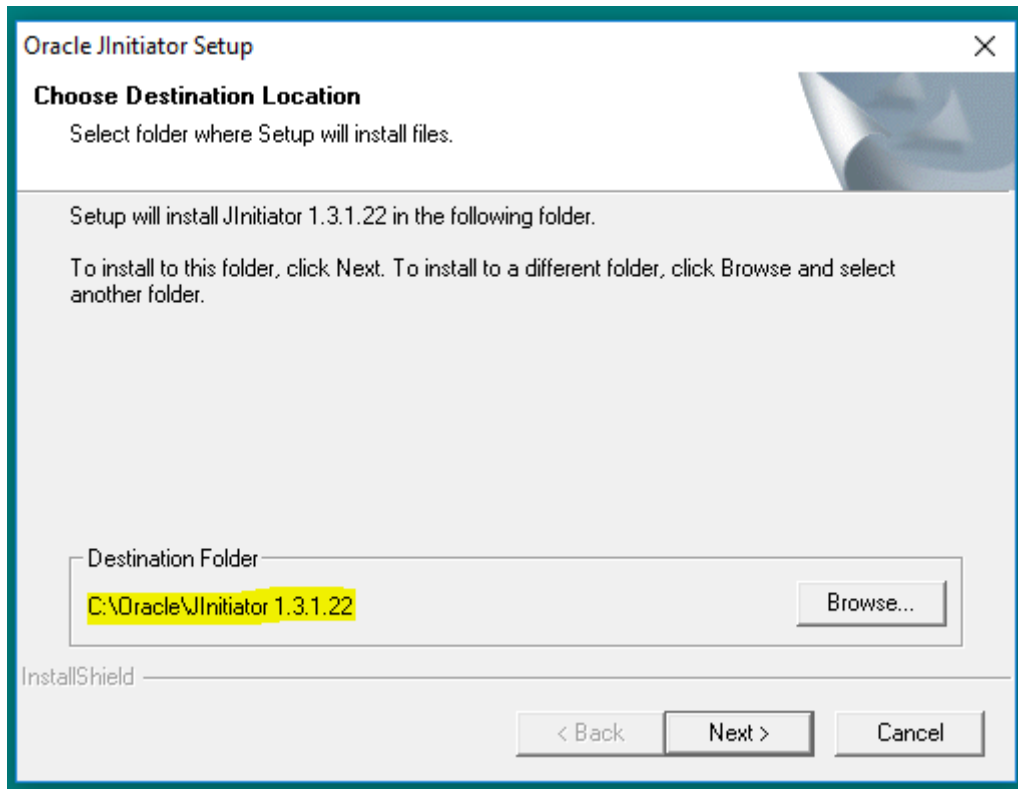 Oracle JInitiator Setup
Choose Destination Location
Select folder where Setup will install files.
Setup will install JInitiator 1.3.1.22 in the following folder.
To install to this folder, click Next. To install to a different folder, click Browse and select
another folder.
Destination Folder
C:\Oracle\JInitiator 1.3.1.22
Browse...
InstallShield
< Back
Next >
Cancel